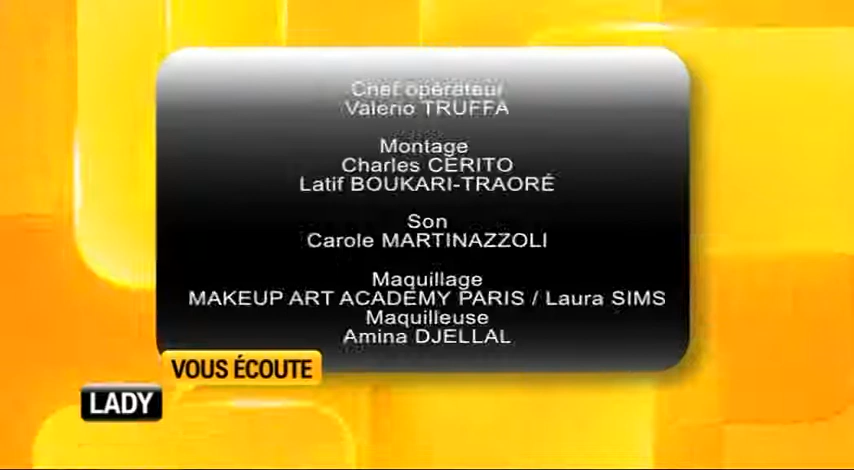 Chef opérateur
Valerio TRUFFA
Montage
Charles CERITO
Latif BOUKARI-TRAORÉ
Son
Carole MARTINAZZOLI
Maquillage
MAKEUP ART ACADEMY PARIS / Laura SIMS
Maquilleuse
Amina DJELLAL
VOUS ÉCOUTE
LADY